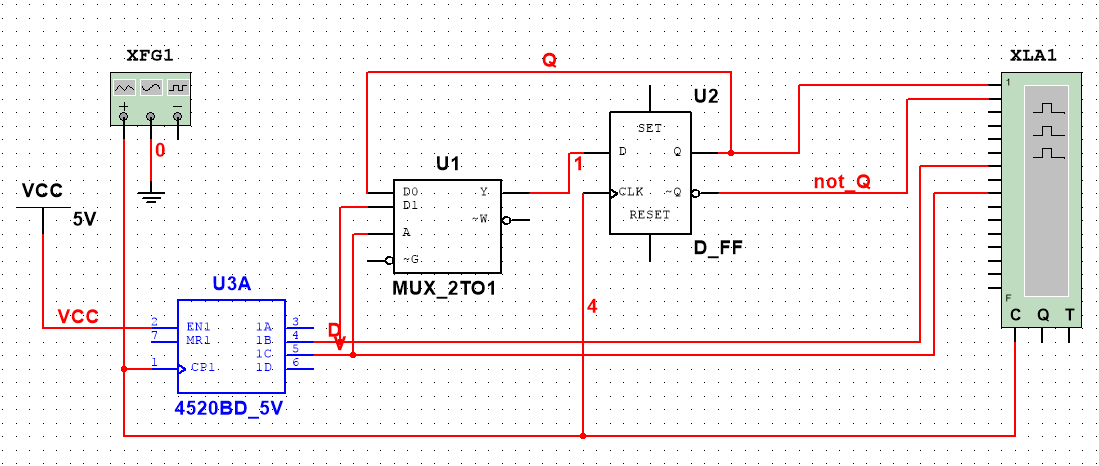 XFG1
XLA1
Q
U2
+
−
0
SET
D
Q
1
CLK
~Q
RESET
D_FF
not_Q
1
F
C Q T
U1
D0
D1
A
~G
Y
~W
MUX_2TO1
VCC
5V
VCC
U3A
2
7
1
EN1
MR1
CP1
1A
1B
1C
1D
3
4
5
6
4520BD_5V
D
4